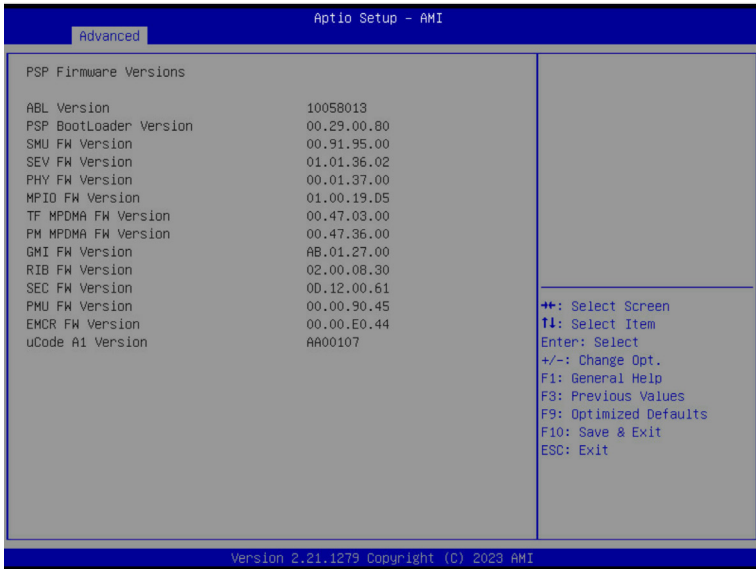 Aptio Setup - AMI
Advanced
PSP Firmware Versions
ABL Version 10058013
PSP BootLoader Version 00.29.00.80
SMU FW Version 00.91.95.00
SEV FW Version 01.01.36.02
PHY FW Version 00.01.37.00
MPIO FW Version 01.00.19.D5
TF MPDMA FW Version 00.47.03.00
PM MPDMA FW Version 00.47.36.00
GMI FW Version AB.01.27.00
RIB FW Version 02.00.08.30
SEC FW Version 0D.12.00.61
PMU FW Version 00.00.90.45
EMCR FW Version 00.00.E0.44
uCode A1 Version AA00107
→←: Select Screen
↑↓: Select Item
Enter: Select
+/-: Change Opt.
F1: General Help
F3: Previous Values
F9: Optimized Defaults
F10: Save & Exit
ESC: Exit
Version 2.21.1279 Copyright (C) 2023 AMI